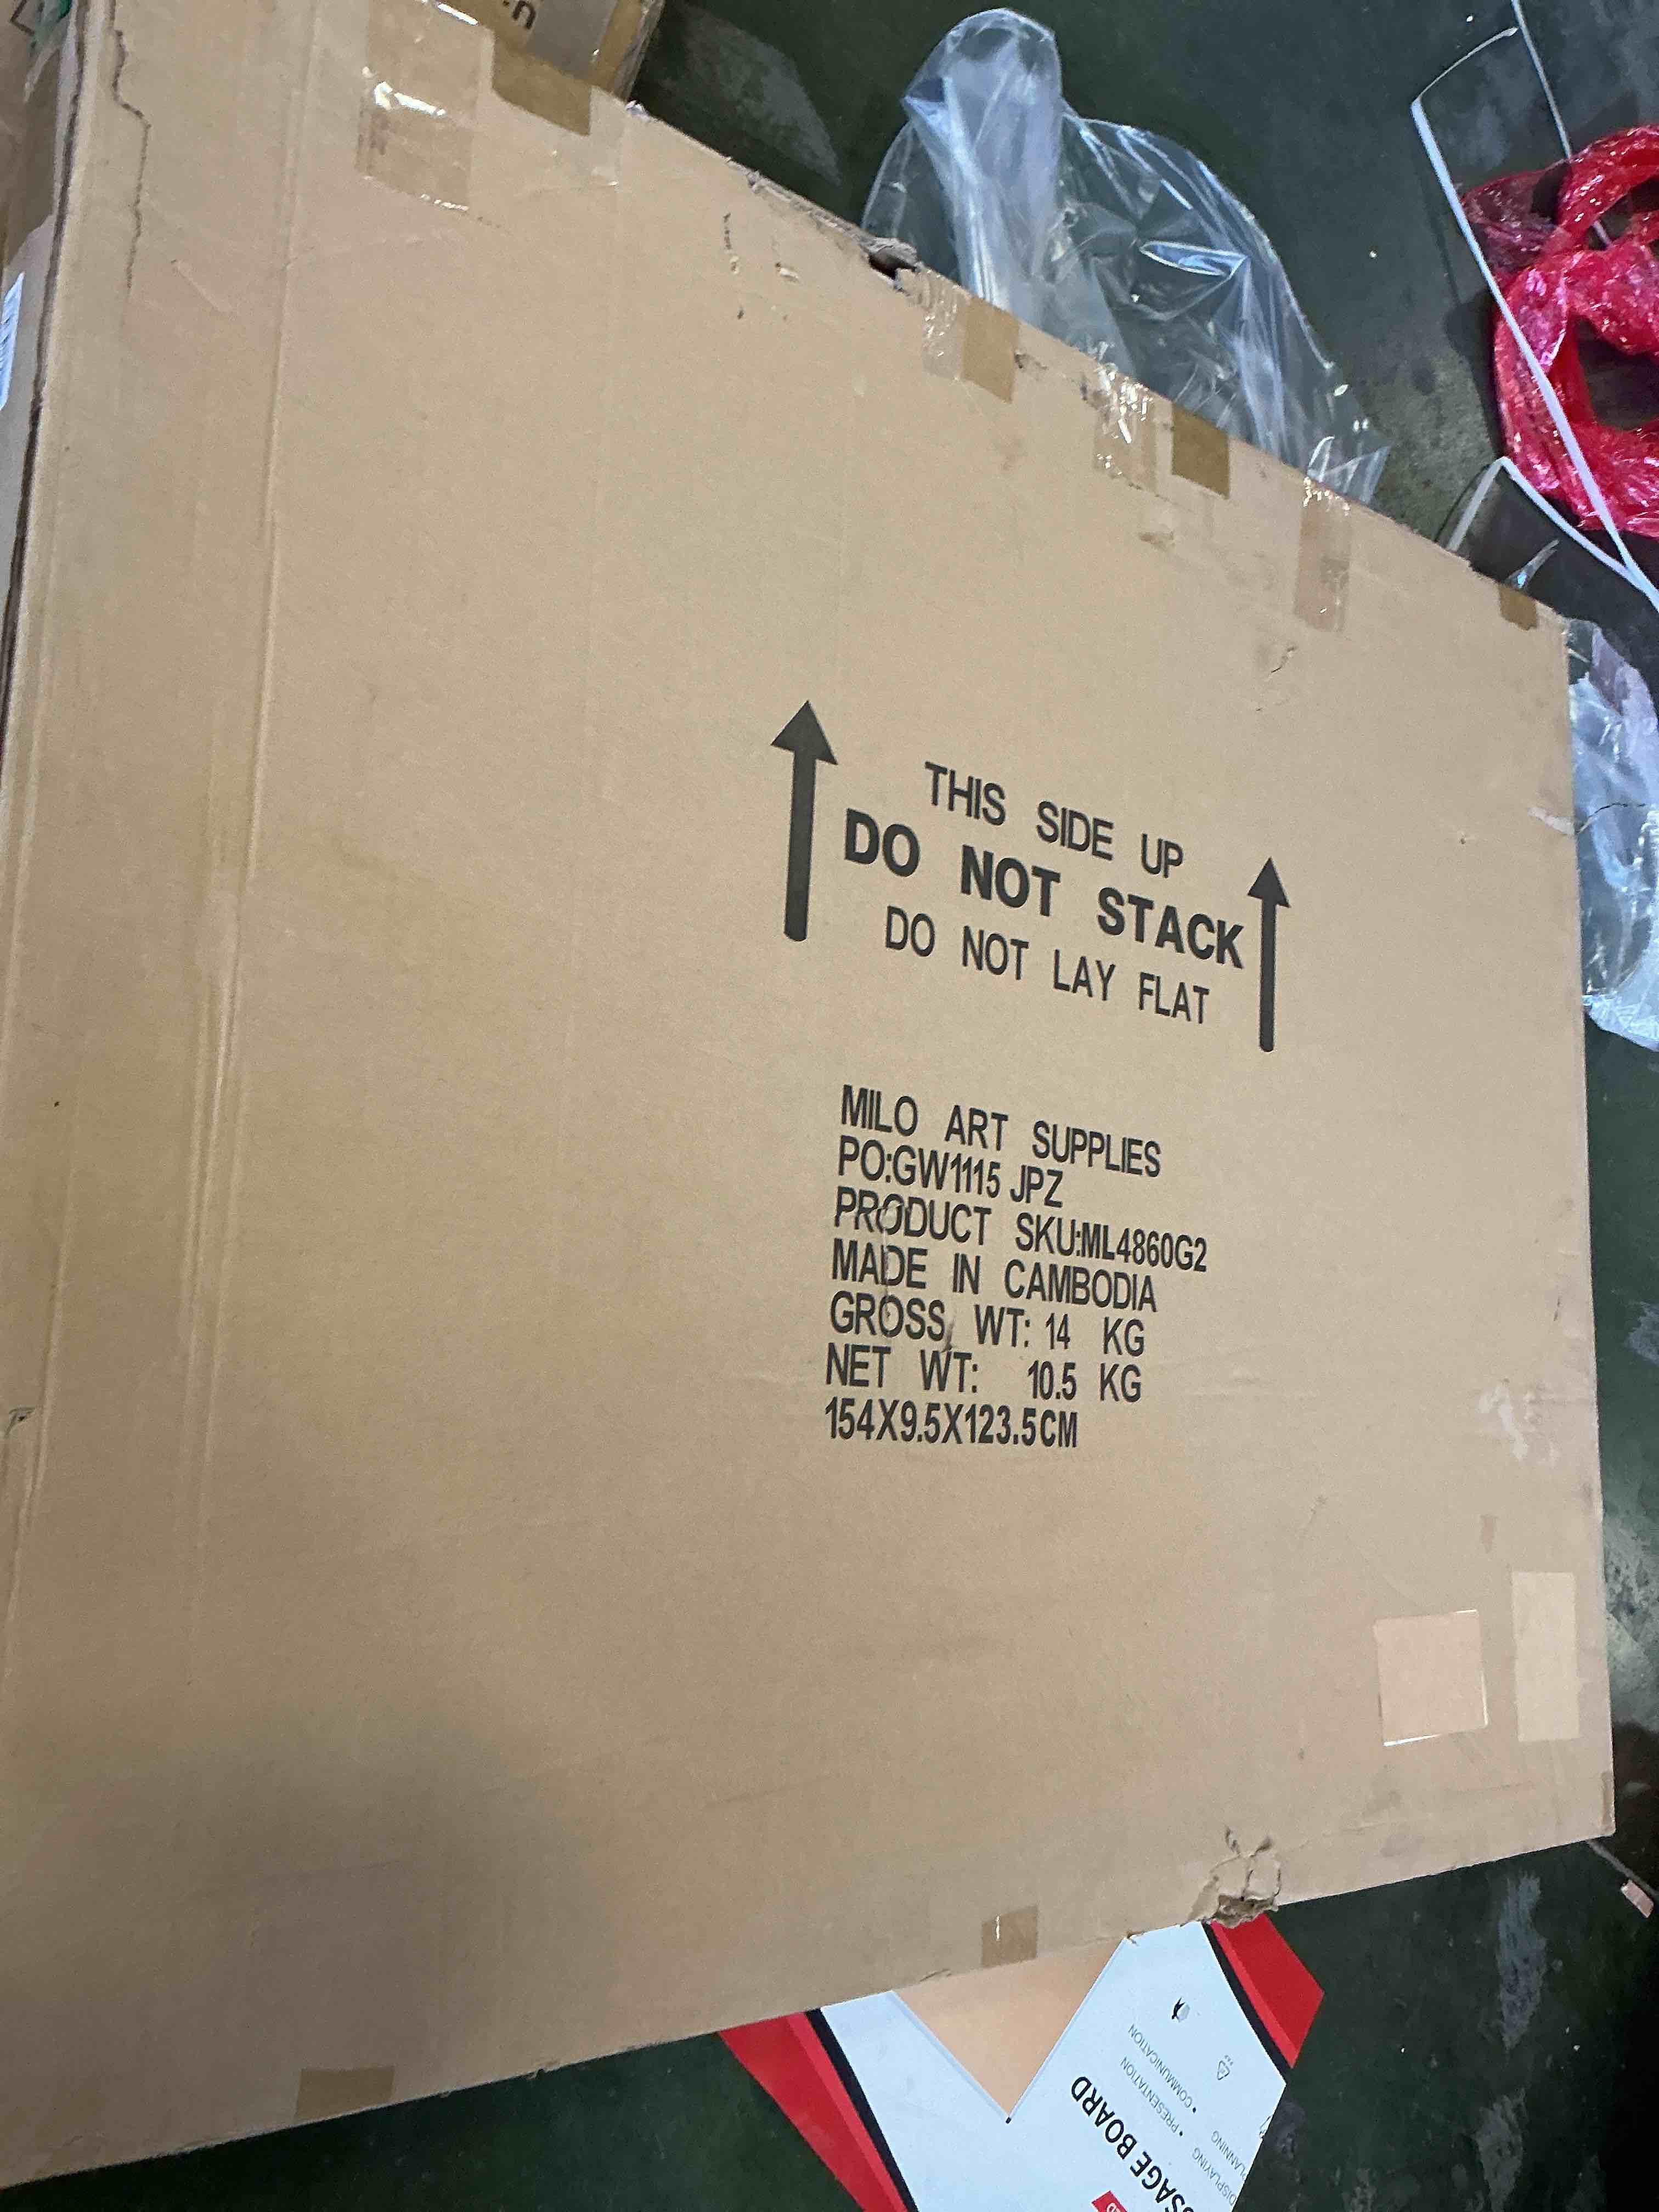 THIS SIDE UP
DO NOT STACK
DO NOT LAY FLAT
MILO ART SUPPLIES
PO:GW1115 JPZ
PRODUCT SKU:ML4860G2
MADE IN CAMBODIA
GROSS WT: 14 KG
NET WT: 10.5 KG
154X9.5X123.5CM
SSAGE BOARD
• PRESENTATION
• COMMUNICATION
DISPLAYING
PLANNING